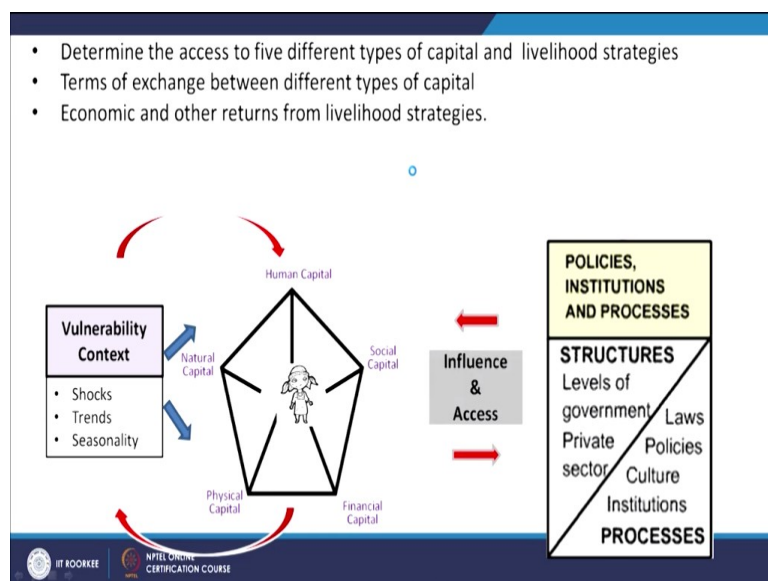 • Determine the access to five different types of capital and livelihood strategies
• Terms of exchange between different types of capital
• Economic and other returns from livelihood strategies.
Human Capital
Vulnerability
Context
• Shocks
• Trends
• Seasonality
Natural
Capital
Social
Capital
Physical
Capital
Financial
Capital
Influence
&
Access
POLICIES,
INSTITUTIONS
AND PROCESSES
STRUCTURES
Levels of
government
Private
sector
Laws
Policies
Culture
Institutions
PROCESSES
IIT ROORKEE
NPTEL
NPTEL ONLINE
CERTIFICATION COURSE